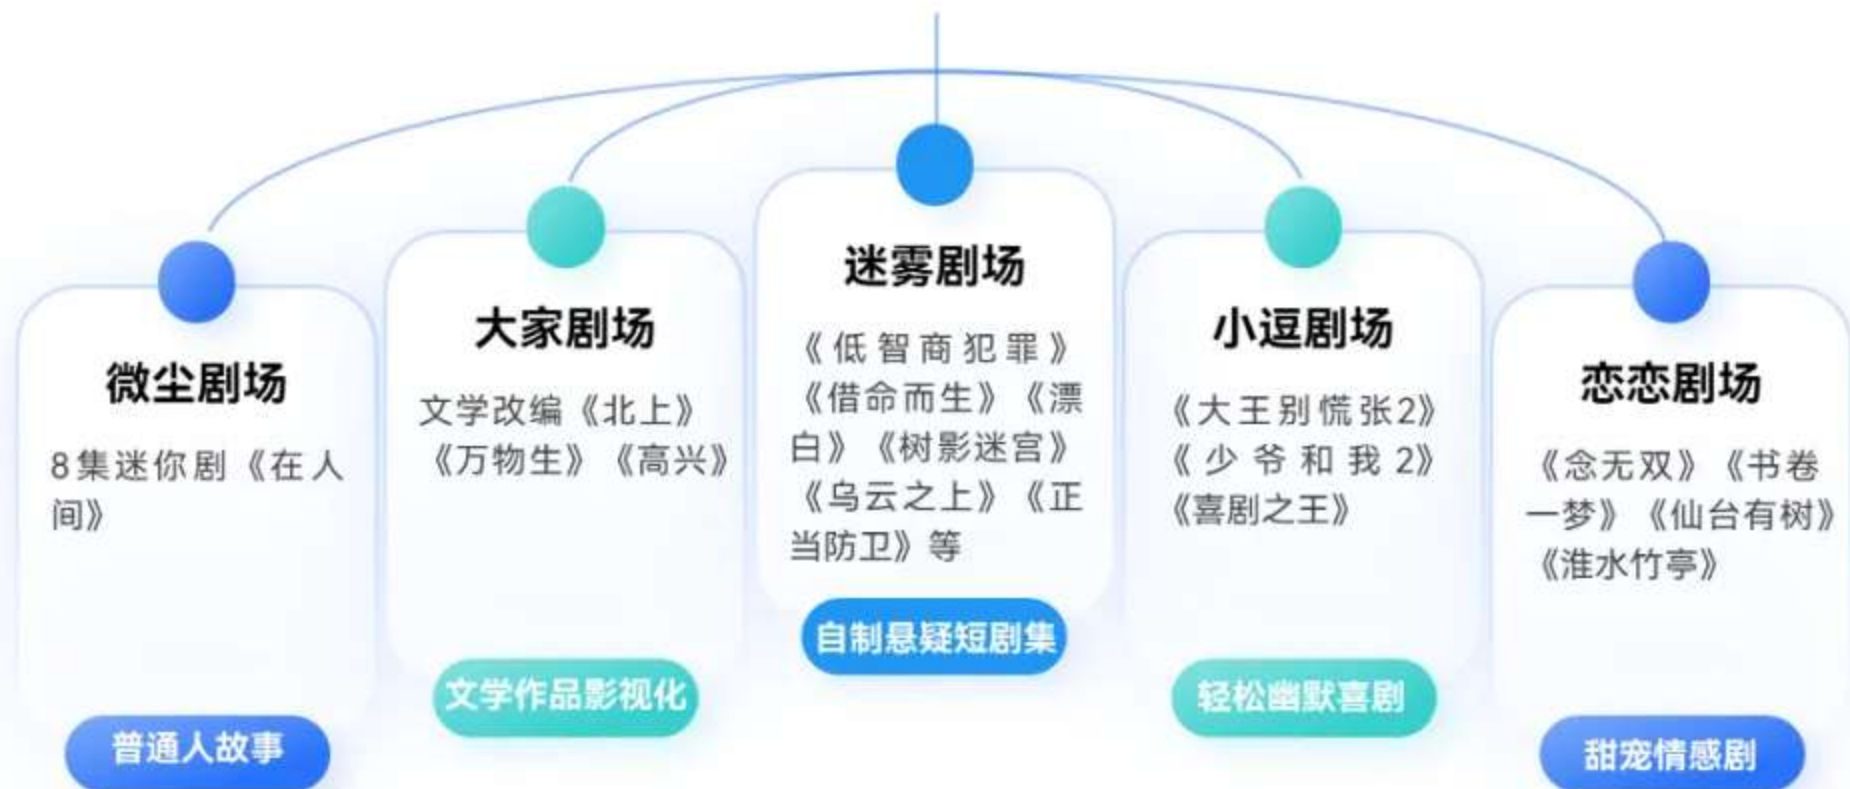 微尘剧场
8集迷你剧《在人
间》
普通人故事
大家剧场
文学改编《北上》
《万物生》《高兴》
文学作品影视化
迷雾剧场
《低智商犯罪》
《借命而生》《漂
白》《树影迷宫》
《乌云之上》《正
当防卫》等
自制悬疑短剧集
小逗剧场
《大王别慌张2》
《少爷和我2》
《喜剧之王》
轻松幽默喜剧
恋恋剧场
《念无双》《书卷
一梦》《仙台有树》
《淮水竹亭》
甜宠情感剧